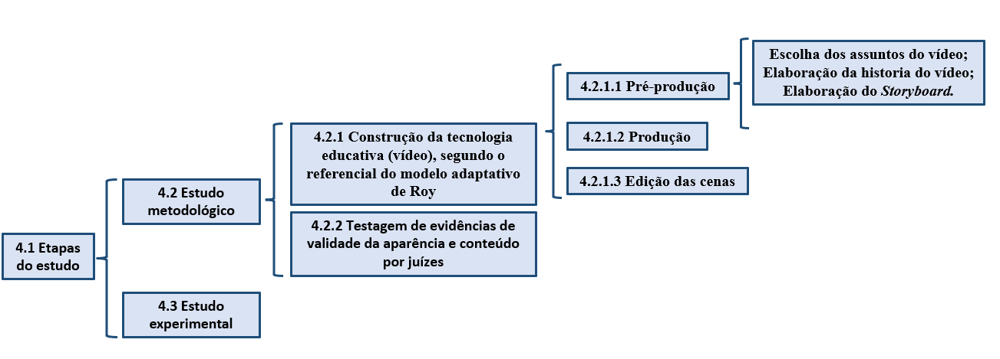 4.1 Etapas
do estudo
4.2 Estudo
metodológico
4.3 Estudo
experimental
4.2.1 Construção da tecnologia
educativa (vídeo), segundo o
referencial do modelo adaptativo
de Roy
4.2.2 Testagem de evidências de
validade da aparência e conteúdo
por juízes
4.2.1.1 Pré-produção
4.2.1.2 Produção
4.2.1.3 Edição das cenas
Escolha dos assuntos do vídeo;
Elaboração da historia do vídeo;
Elaboração do Storyboard.